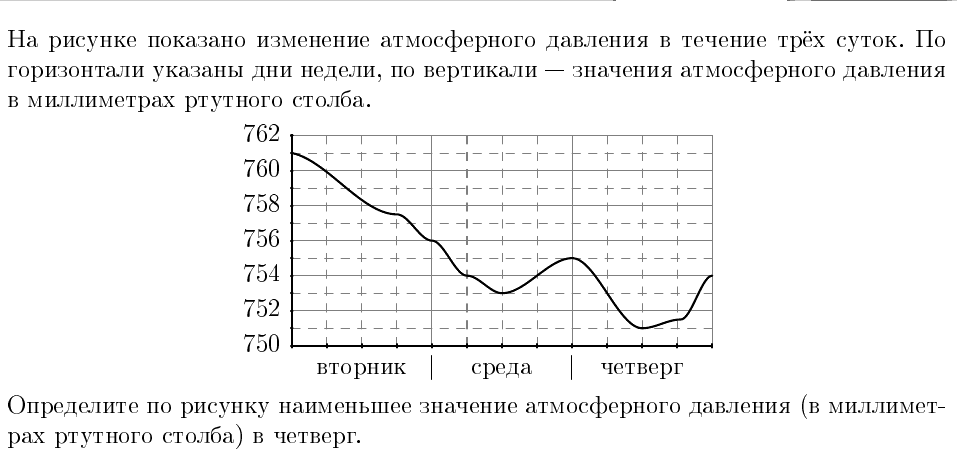 На рисунке показано изменение атмосферного давления в течение трёх суток. По
горизонтали указаны дни недели, по вертикали — значения атмосферного давления
в миллиметрах ртутного столба.
762
760
758
756
754
752
750
вторник среда четверг
Определите по рисунку наименьшее значение атмосферного давления (в миллимет-
рах ртутного столба) в четверг.